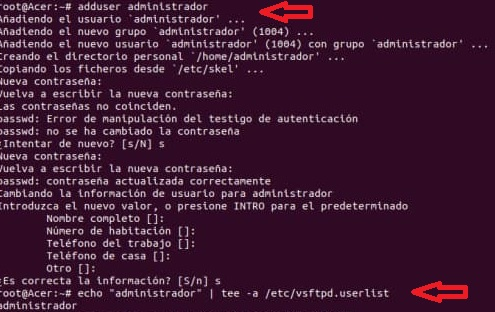 root@Acer:~# adduser administrador
Añadiendo el usuario `administrador' ...
Añadiendo el nuevo grupo `administrador' (1004) ...
Añadiendo el nuevo usuario `administrador' (1004) con grupo `administrador' ...
Creando el directorio personal `/home/administrador' ...
Copiando los ficheros desde `/etc/skel' ...
Nueva contraseña:
Vuelva a escribir la nueva contraseña:
Las contraseñas no coinciden.
passwd: Error de manipulación del testigo de autenticación
passwd: no se ha cambiado la contraseña
¿Intentar de nuevo? [s/N] s
Nueva contraseña:
Vuelva a escribir la nueva contraseña:
passwd: contraseña actualizada correctamente
Cambiando la información de usuario para administrador
Introduzca el nuevo valor, o presione INTRO para el predeterminado
Nombre completo []:
Número de habitación []:
Teléfono del trabajo []:
Teléfono de casa []:
Otro []:
¿Es correcta la información? [S/n] s
root@Acer:~# echo "administrador" | tee -a /etc/vsftpd.userlist
administrador